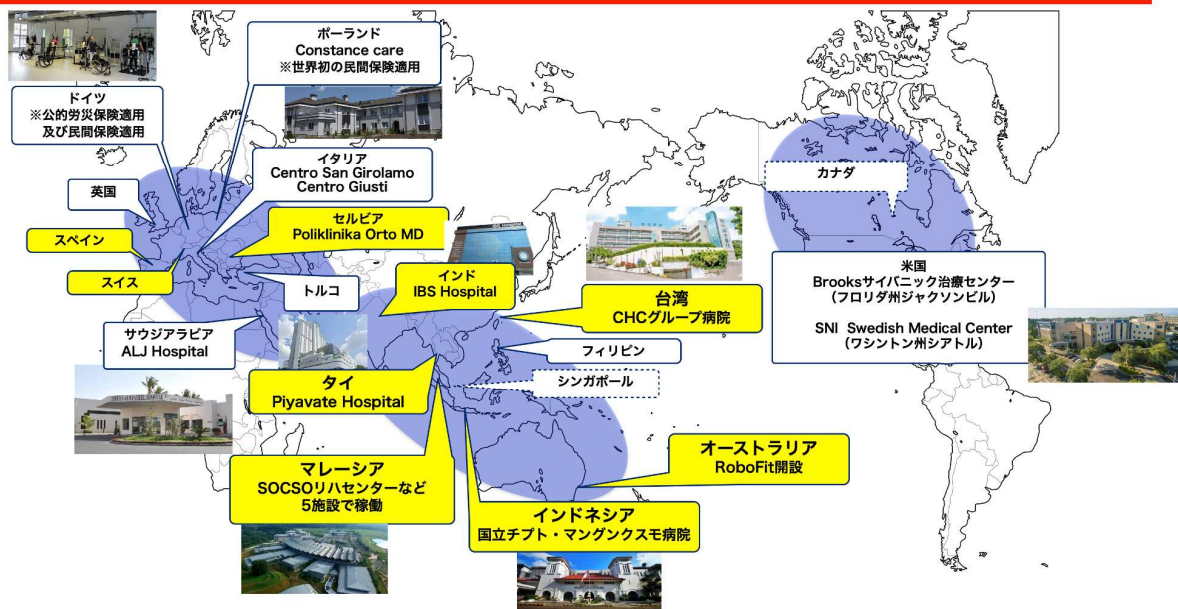 ポーランド
Constance care
※世界初の民間保険適用
ドイツ
※公的労災保険適用
及び民間保険適用
イタリア
Centro San Girolamo
Centro Giusti
カナダ
英国
セルビア
Poliklinika Orto MD
スペイン
スイス
トルコ
インド
IBS Hospital
米国
Brooksサイバニック治療センター
(フロリダ州ジャクソンビル)
SNI Swedish Medical Center
(ワシントン州シアトル)
台湾
CHCグループ病院
サウジアラビア
ALJ Hospital
フィリピン
シンガポール
タイ
Piyavate Hospital
オーストラリア
RoboFit開設
マレーシア
SOCSOリハセンターなど
5施設で稼働
インドネシア
国立チプト・マングンクスモ病院